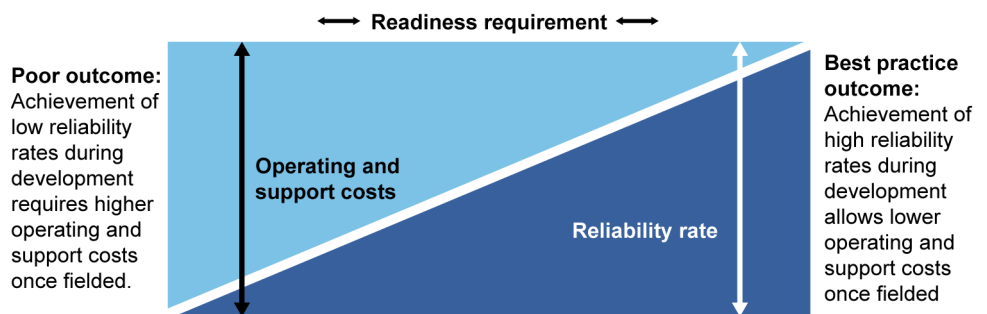 Readiness requirement
Poor outcome:
Achievement of
low reliability
rates during
development
requires higher
operating and
support costs
once fielded.
Operating and
support costs
Reliability rate
Best practice
outcome:
Achievement of
high reliability
rates during
development
allows lower
operating and
support costs
once fielded